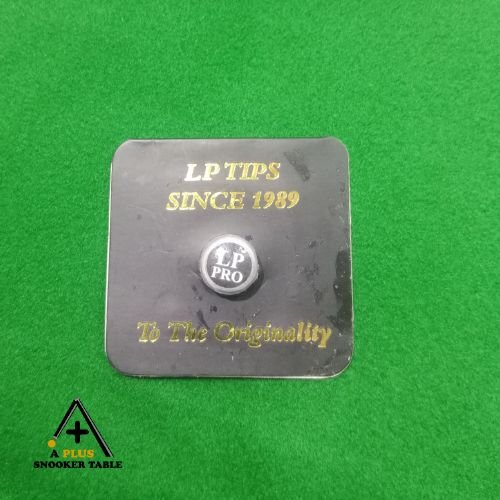 LP TIPS
SINCE 1989
LP
PRO
To The Originality
A PLUS
SNOOKER TABLE